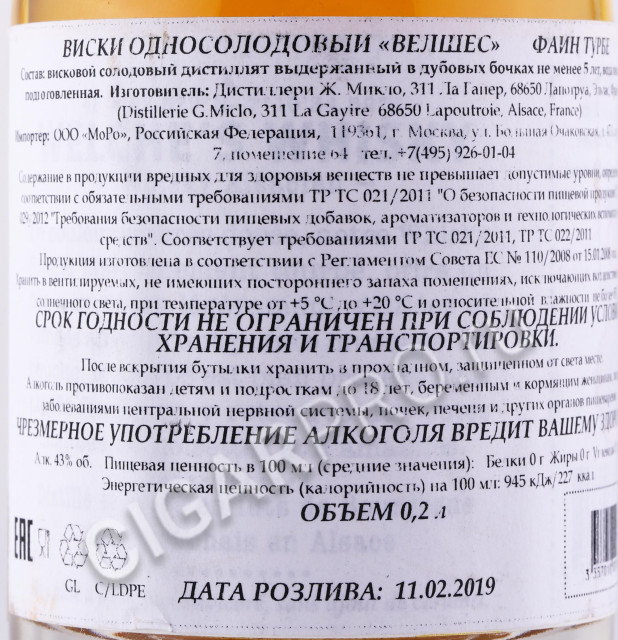 ВИСКИ ОДНОСОЛОДОВЫЙ «ВЕЛШЕС» ФАИН ТУРБЕ
Состав: висковой солодовый дистиллят выдержанный в дубовых бочках не менее 5 лет,
подготовленная. Изготовитель: Дистиллери Ж. Микло, 311 Ла Гаиер, 68650 Лапоутруа,
(Distillerie G.Miclo, 311 La Gayire 68650 Lapoutroie, Alsace, France)
Импортер: ООО «МоРо», Российская Федерация, 119361, г Москва, ул. Большая Очаковская,
7, помещение 64 тел. +7(495) 926-01-04
Содержание в продукции вредных для здоровья веществ не превышает допустимые уровни,
соответствии с обязательными требованиями ТР ТС 021/2011 "О безопасности пищевой
029/2012 "Требования безопасности пищевых добавок, ароматизаторов и технологических
средств". Соответствует требованиями ТР ТС 021/2011, ТР ТС 022/2011
Продукция изготовлена в соответствии с Регламентом Совета ЕС № 110/2008 от 15.01.2008
Хранить в вентилируемых, не имеющих постороннего запаха помещениях, исключающих
солнечного света, при температуре от +5 °С до +20 °С и относительной влажности не
СРОК ГОДНОСТИ НЕ ОГРАНИЧЕН ПРИ СОБЛЮДЕНИИ
ХРАНЕНИЯ И ТРАНСПОРТИРОВКИ.
После вскрытия бутылки хранить в прохладном, защищенном от света месте.
Алкоголь противопоказан детям и подросткам до 18 лет, беременным и кормящим
заболеваниями центральной нервной системы, почек, печени и других органов
ЧРЕЗМЕРНОЕ УПОТРЕБЛЕНИЕ АЛКОГОЛЯ ВРЕДИТ ВАШЕМУ
Алк. 43% об. Пищевая ценность в 100 мл (средние значения): Белки 0 г Жиры 0 г
Энергетическая ценность (калорийность) на 100 мл: 945 кДж/227 ккал
ОБЪЕМ 0,2 л
EAC
GL C/LDPE
ДАТА РОЗЛИВА: 11.02.2019
CIGARPRO.ru